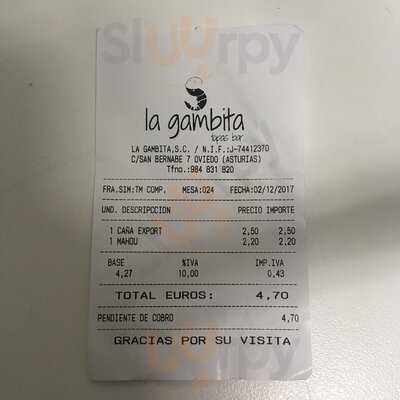 Sluurpy
la gambita
tapas bar
LA GAMBITA,S.C. / N.I.F.:J-74412370
C/SAN BERNABE 7 OVIEDO (ASTURIAS)
Tfno.:984 831 820
FRA.SIM:TM COMP. MESA:024 FECHA:02/12/2017
UND. DESCRIPCCION PRECIO IMPORTE
1 CAÑA EXPORT 2,50 2,50
1 MAHOU 2,20 2,20
BASE %IVA IMP.IVA
4,27 10,00 0,43
TOTAL EUROS: 4,70
PENDIENTE DE COBRO 4,70
GRACIAS POR SU VISITA
Sluurpy